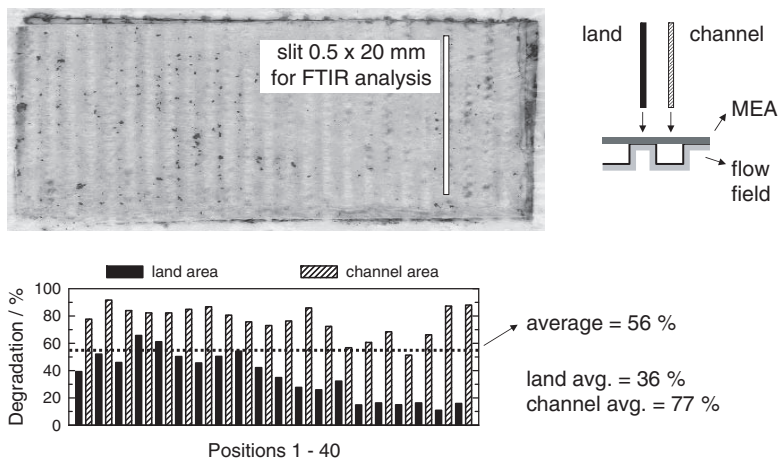 slit 0.5 x 20 mm
for FTIR analysis
land
channel
MEA
flow
field
land area
channel area
Degradation / %
100
80
60
40
20
0
Positions 1 - 40
average = 56 %
land avg. = 36 %
channel avg. = 77 %